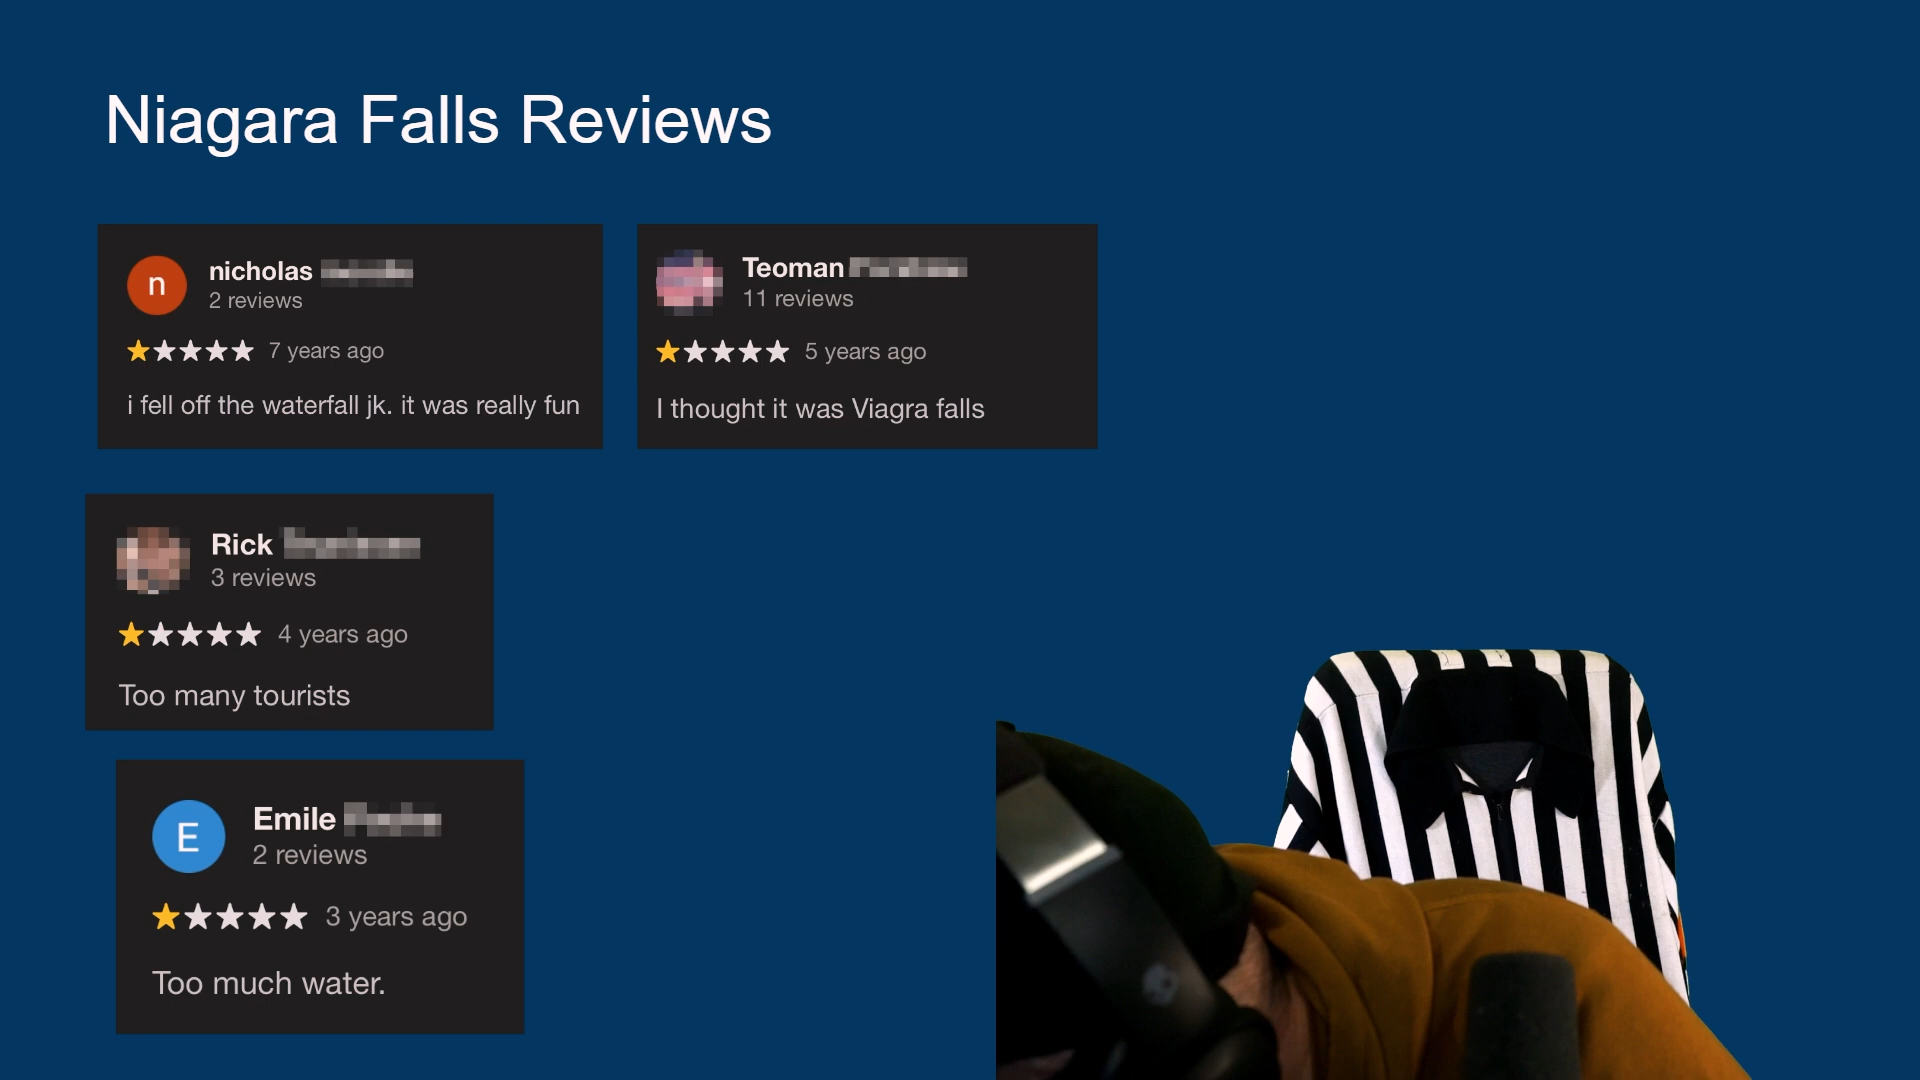 Niagara Falls Reviews
n
nicholas
2 reviews
7 years ago
i fell off the waterfall jk. it was really fun
Teoman
11 reviews
5 years ago
I thought it was Viagra falls
Rick
3 reviews
4 years ago
Too many tourists
E
Emile
2 reviews
3 years ago
Too much water.